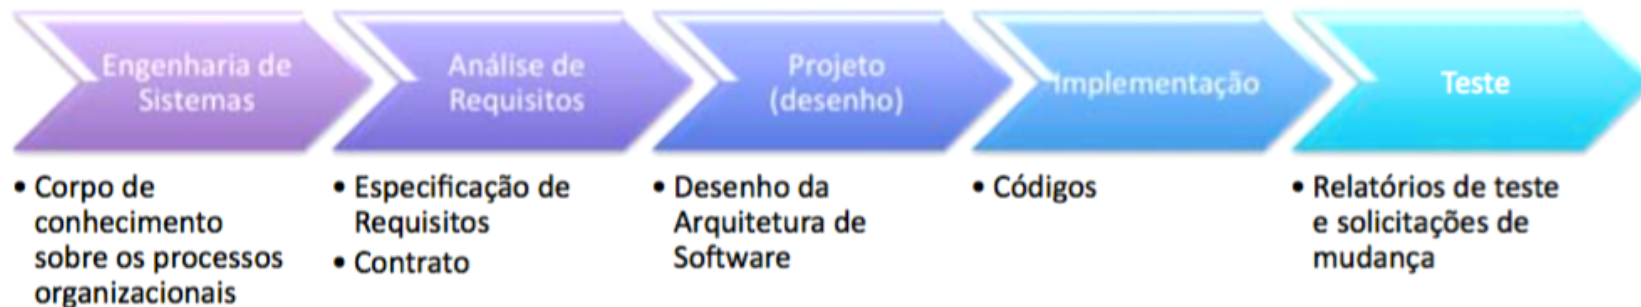 Engenharia de
Sistemas
Análise de
Requisitos
Projeto
(desenho)
Implementação
Teste
• Corpo de
conhecimento
sobre os processos
organizacionais
• Especificação de
Requisitos
• Contrato
• Desenho da
Arquitetura de
Software
• Códigos
• Relatórios de teste
e solicitações de
mudança